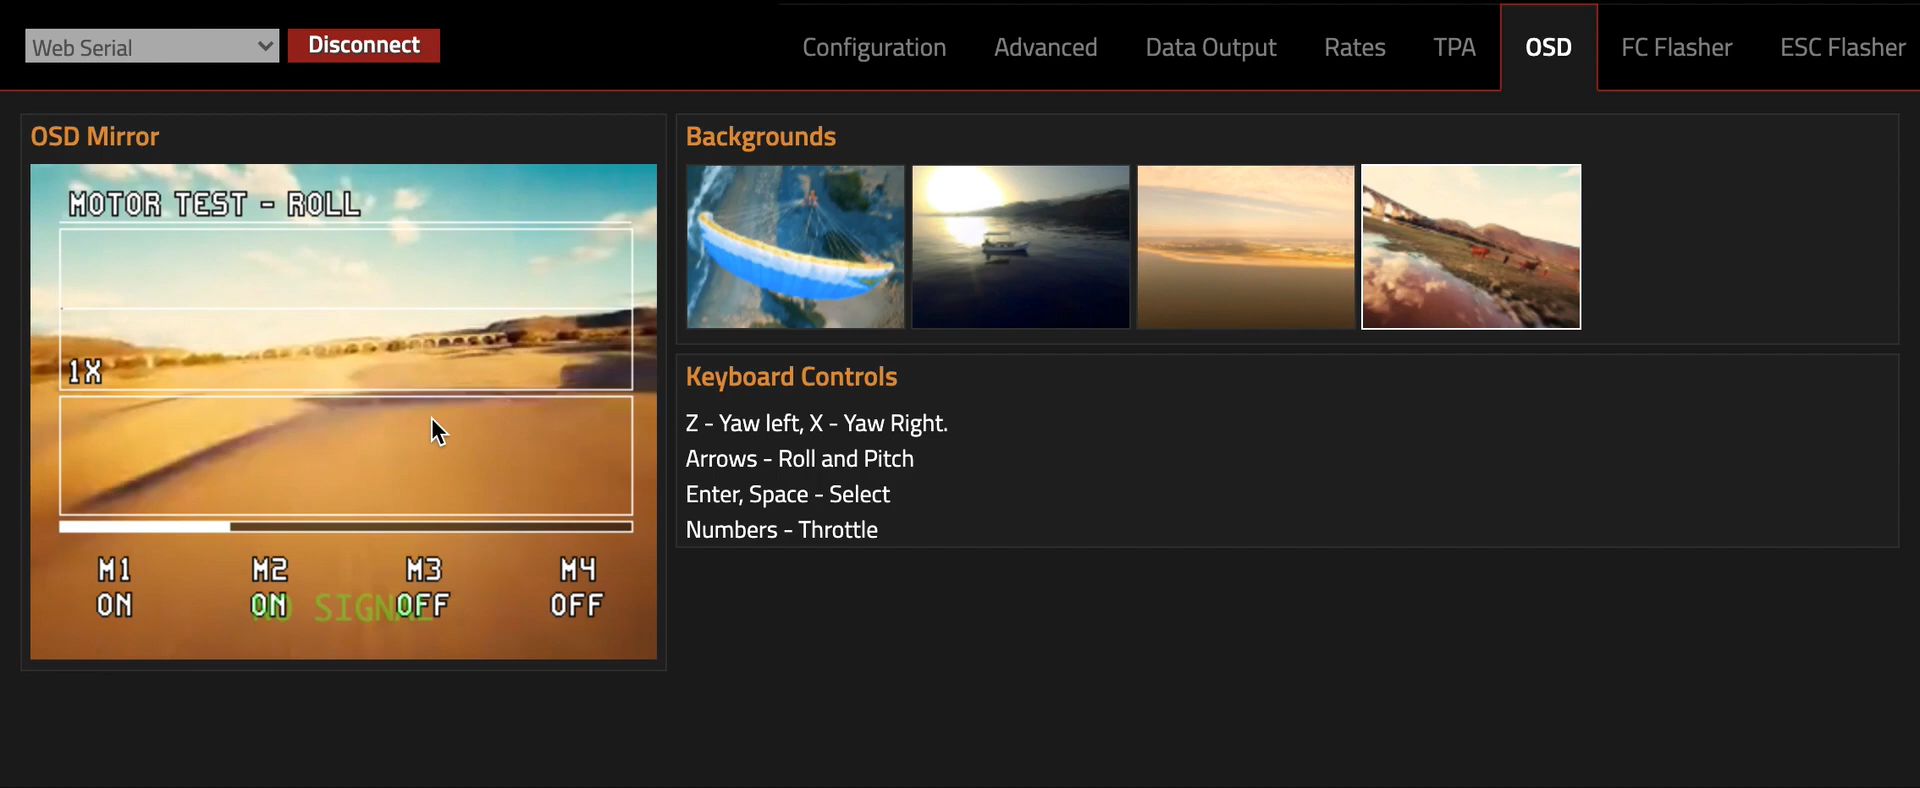 Web Serial
Disconnect
Configuration
Advanced
Data Output
Rates
TPA
OSD
FC Flasher
ESC Flasher
OSD Mirror
MOTOR TEST - ROLL
1X
M1 M2 M3 M4
ON ON OFF OFF
NO SIGNAL
Backgrounds
Keyboard Controls
Z - Yaw left, X - Yaw Right.
Arrows - Roll and Pitch
Enter, Space - Select
Numbers - Throttle